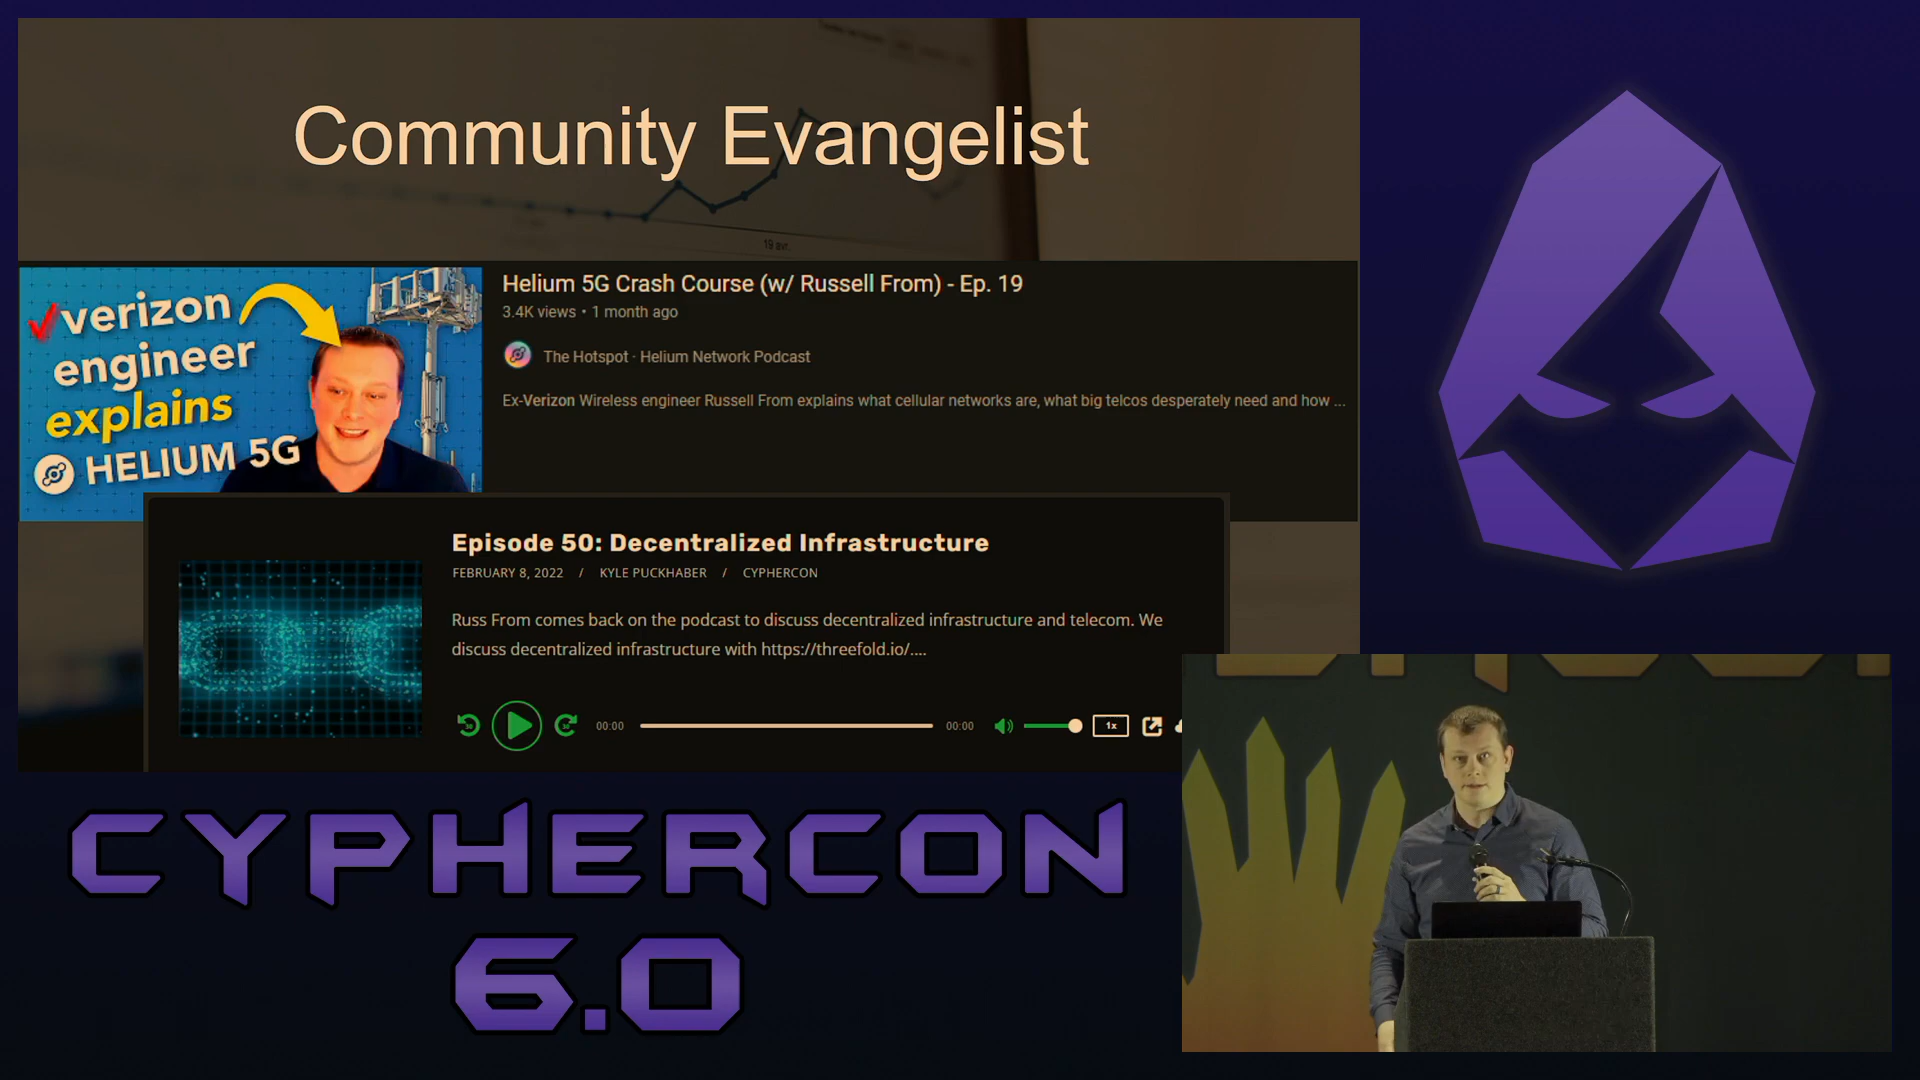 Community Evangelist
19 avr.
verizon
engineer
explains
HELIUM 5G
Helium 5G Crash Course (w/ Russell From) - Ep. 19
3.4K views • 1 month ago
The Hotspot · Helium Network Podcast
Ex-Verizon Wireless engineer Russell From explains what cellular networks are, what big telcos desperately need and how ...
Episode 50: Decentralized Infrastructure
FEBRUARY 8, 2022 / KYLE PUCKHABER / CYPHERCON
Russ From comes back on the podcast to discuss decentralized infrastructure and telecom. We
discuss decentralized infrastructure with https://threefold.io/....
30
30
00:00
00:00
1x
CYPHERCON
6.0